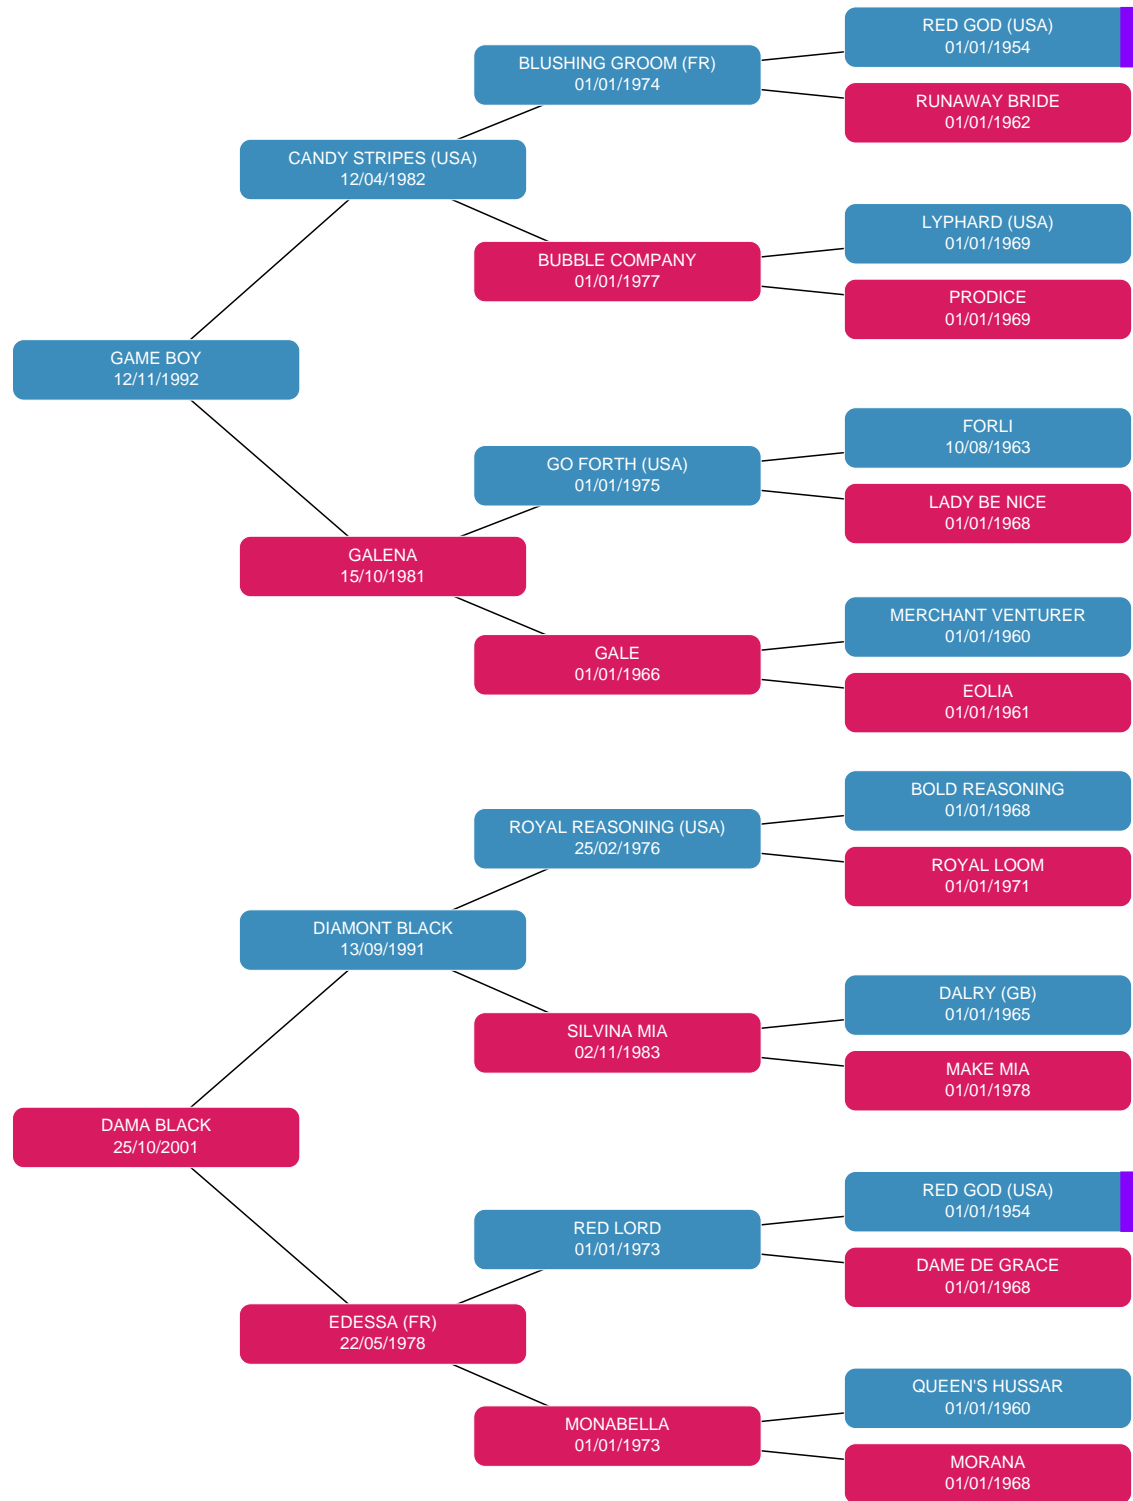 RED GOD (USA)
01/01/1954
BLUSHING GROOM (FR)
01/01/1974
RUNAWAY BRIDE
01/01/1962
CANDY STRIPES (USA)
12/04/1982
LYPHARD (USA)
01/01/1969
BUBBLE COMPANY
01/01/1977
PRODICE
01/01/1969
GAME BOY
12/11/1992
FORLI
10/08/1963
GO FORTH (USA)
01/01/1975
LADY BE NICE
01/01/1968
GALENA
15/10/1981
MERCHANT VENTURER
01/01/1960
GALE
01/01/1966
EOLIA
01/01/1961
BOLD REASONING
01/01/1968
ROYAL REASONING (USA)
25/02/1976
ROYAL LOOM
01/01/1971
DIAMONT BLACK
13/09/1991
DALRY (GB)
01/01/1965
SILVINA MIA
02/11/1983
MAKE MIA
01/01/1978
DAMA BLACK
25/10/2001
RED GOD (USA)
01/01/1954
RED LORD
01/01/1973
DAME DE GRACE
01/01/1968
EDESSA (FR)
22/05/1978
QUEEN'S HUSSAR
01/01/1960
MONABELLA
01/01/1973
MORANA
01/01/1968